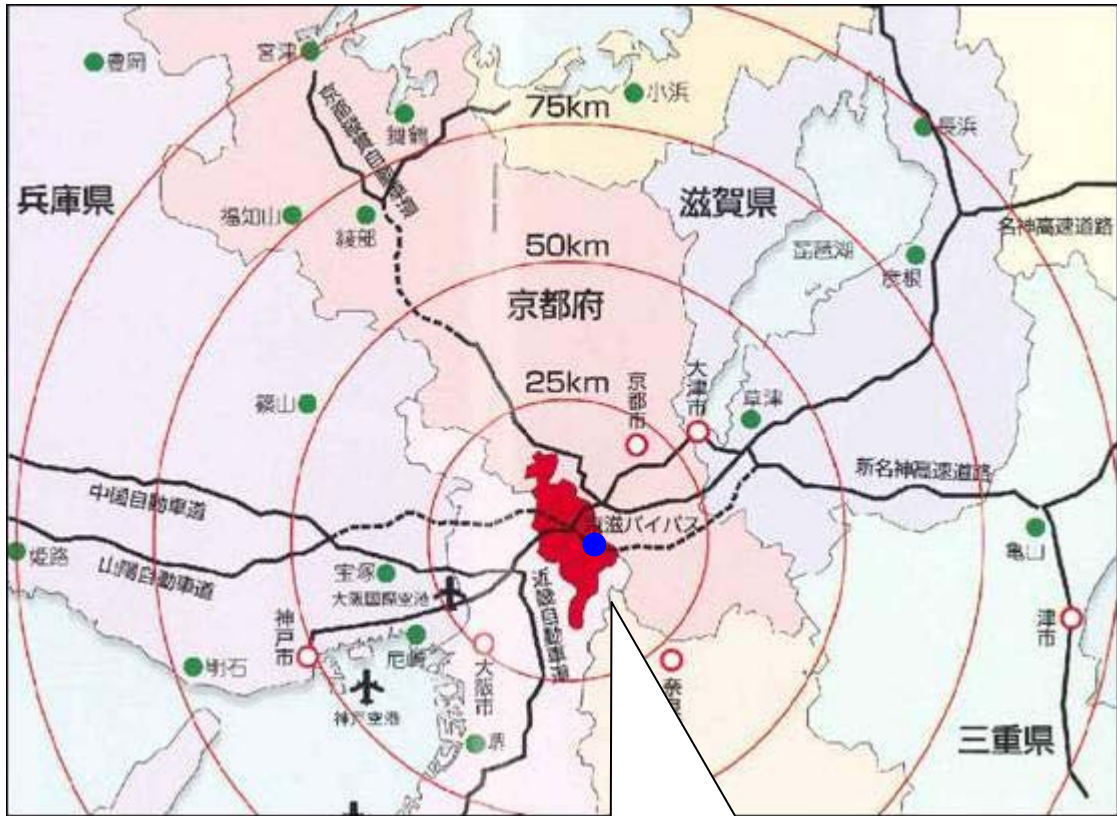 宮津
豊岡
小浜
75km
舞鶴
長浜
兵庫県
福知山
綾部
滋賀県
名神高速道路
50km
琵琶湖
彦根
京都府
25km
大津市
京都市
篠山
草津
新名神高速道路
中国自動車道
滋バイパス
亀山
姫路
山陽自動車道
宝塚
大阪国際空港
近畿自動車道
神戸市
津市
尼崎
明石
大阪市
神戸空港
堺
三重県